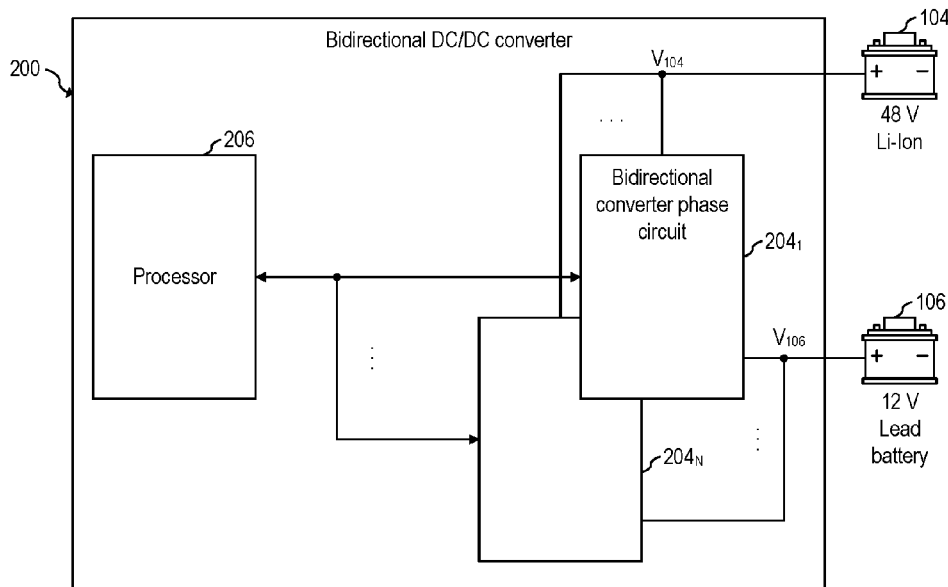 Bidirectional DC/DC converter
104
200
V104
+ −
48 V
Li-Ion
. . .
206
Bidirectional
converter phase
circuit
2041
Processor
106
V106
+ −
12 V
Lead
battery
204N